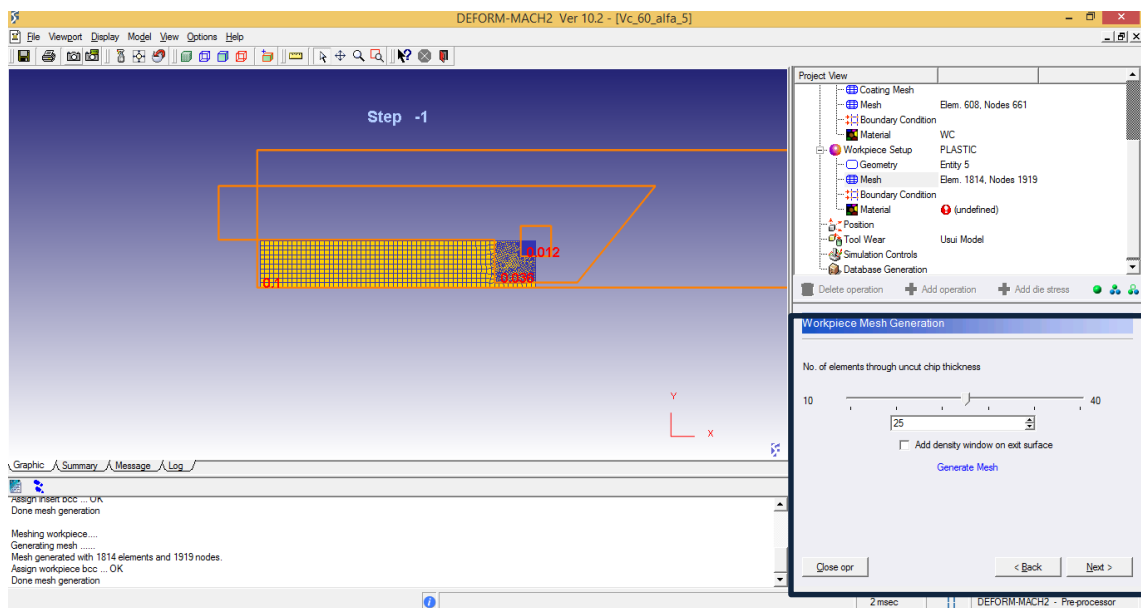 DEFORM-MACH2 Ver 10.2 - [Vc_60_alfa_5]
File Viewport Display Model View Options Help
Step -1
0.012
0.1
Y
X
Graphic Summary Message Log
Assign insert bcc ... OK
Done mesh generation
Meshing workpiece....
Generating mesh ......
Mesh generated with 1814 elements and 1919 nodes.
Assign workpiece bcc ... OK
Done mesh generation
Project View
Coating Mesh
Mesh Elem. 608, Nodes 661
Boundary Condition
Material WC
Workpiece Setup PLASTIC
Geometry Entity 5
Mesh Elem. 1814, Nodes 1919
Boundary Condition
Material (undefined)
Position
Tool Wear Usui Model
Simulation Controls
Database Generation
Delete operation Add operation Add die stress
Workpiece Mesh Generation
No. of elements through uncut chip thickness
10 40
25
Add density window on exit surface
Generate Mesh
Close opr < Back Next >
2 msec DEFORM-MACH2 - Pre-processor